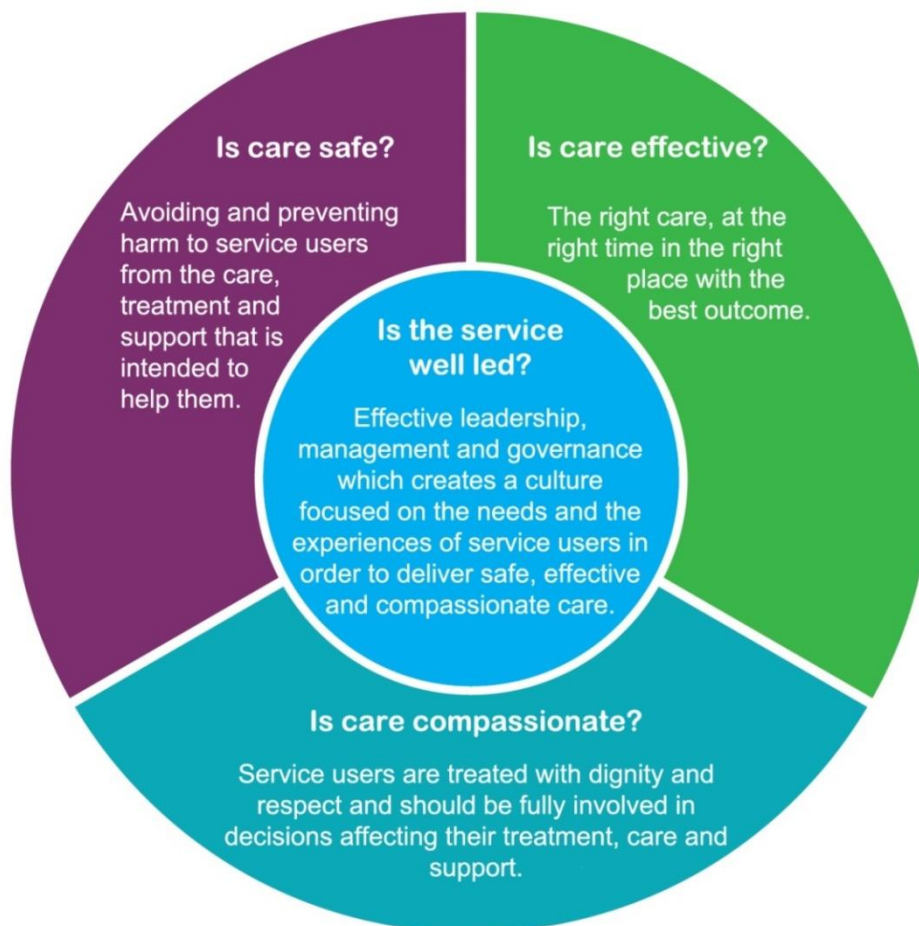 Is care safe?
Avoiding and preventing
harm to service users
from the care,
treatment and
support that is
intended to
help them.
Is care effective?
The right care, at the
right time in the right
place with the
best outcome.
Is the service
well led?
Effective leadership,
management and governance
which creates a culture
focused on the needs and the
experiences of service users in
order to deliver safe, effective
and compassionate care.
Is care compassionate?
Service users are treated with dignity and
respect and should be fully involved in
decisions affecting their treatment, care and
support.